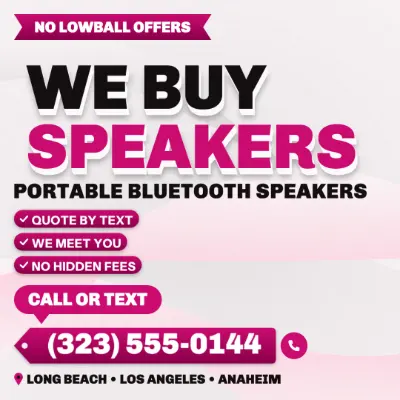 NO LOWBALL OFFERS
WE BUY
SPEAKERS
PORTABLE BLUETOOTH SPEAKERS
QUOTE BY TEXT
WE MEET YOU
NO HIDDEN FEES
CALL OR TEXT
(323) 555-0144
LONG BEACH • LOS ANGELES • ANAHEIM